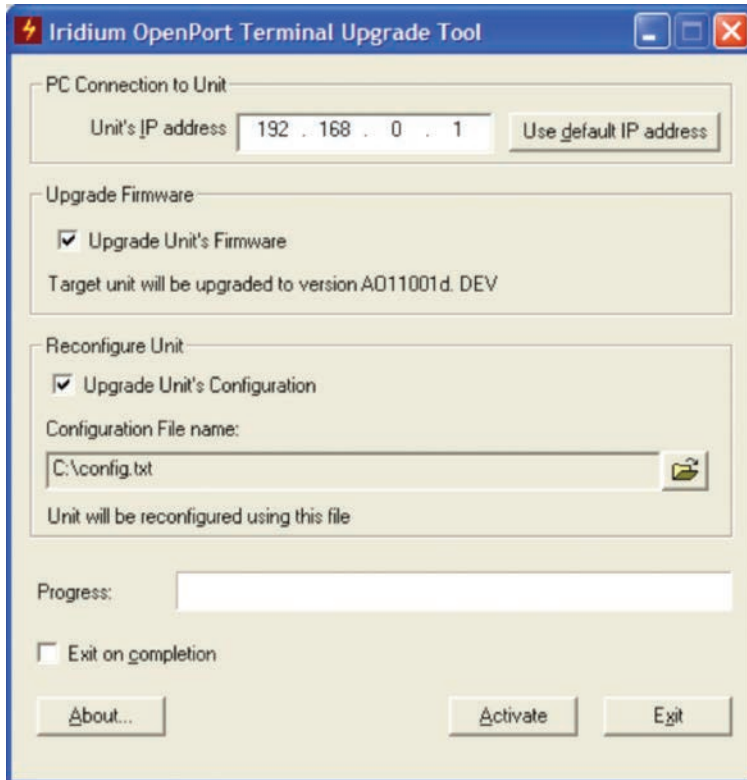 Iridium OpenPort Terminal Upgrade Tool
PC Connection to Unit
Unit's IP address 192 . 168 . 0 . 1 Use default IP address
Upgrade Firmware
Upgrade Unit's Firmware
Target unit will be upgraded to version AO11001d. DEV
Reconfigure Unit
Upgrade Unit's Configuration
Configuration File name:
C:\config.txt
Unit will be reconfigured using this file
Progress:
Exit on completion
About... Activate Exit